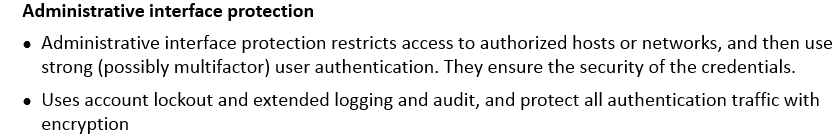 Administrative interface protection
• Administrative interface protection restricts access to authorized hosts or networks, and then use
strong (possibly multifactor) user authentication. They ensure the security of the credentials.
• Uses account lockout and extended logging and audit, and protect all authentication traffic with
encryption